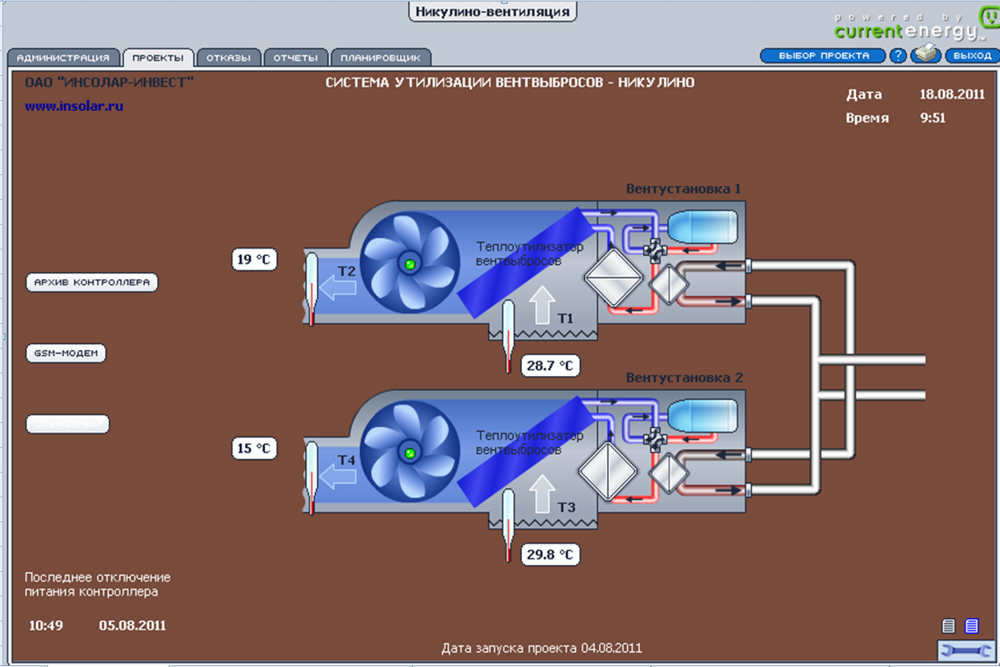 Никулино-вентиляция
powered by
currentenergy
АДМИНИСТРАЦИЯ
ПРОЕКТЫ
ОТКАЗЫ
ОТЧЕТЫ
ПЛАНИРОВЩИК
ВЫБОР ПРОЕКТА
?
ВЫХОД
ОАО "ИНСОЛАР-ИНВЕСТ"
СИСТЕМА УТИЛИЗАЦИИ ВЕНТВЫБРОСОВ - НИКУЛИНО
www.insolar.ru
Дата 18.08.2011
Время 9:51
Вентустановка 1
Теплоутилизатор
вентвыбросов
19 °C
T2
АРХИВ КОНТРОЛЛЕРА
T1
28.7 °C
GSM-МОДЕМ
Вентустановка 2
Теплоутилизатор
вентвыбросов
15 °C
T4
T3
29.8 °C
Последнее отключение
питания контроллера
10:49 05.08.2011
Дата запуска проекта 04.08.2011